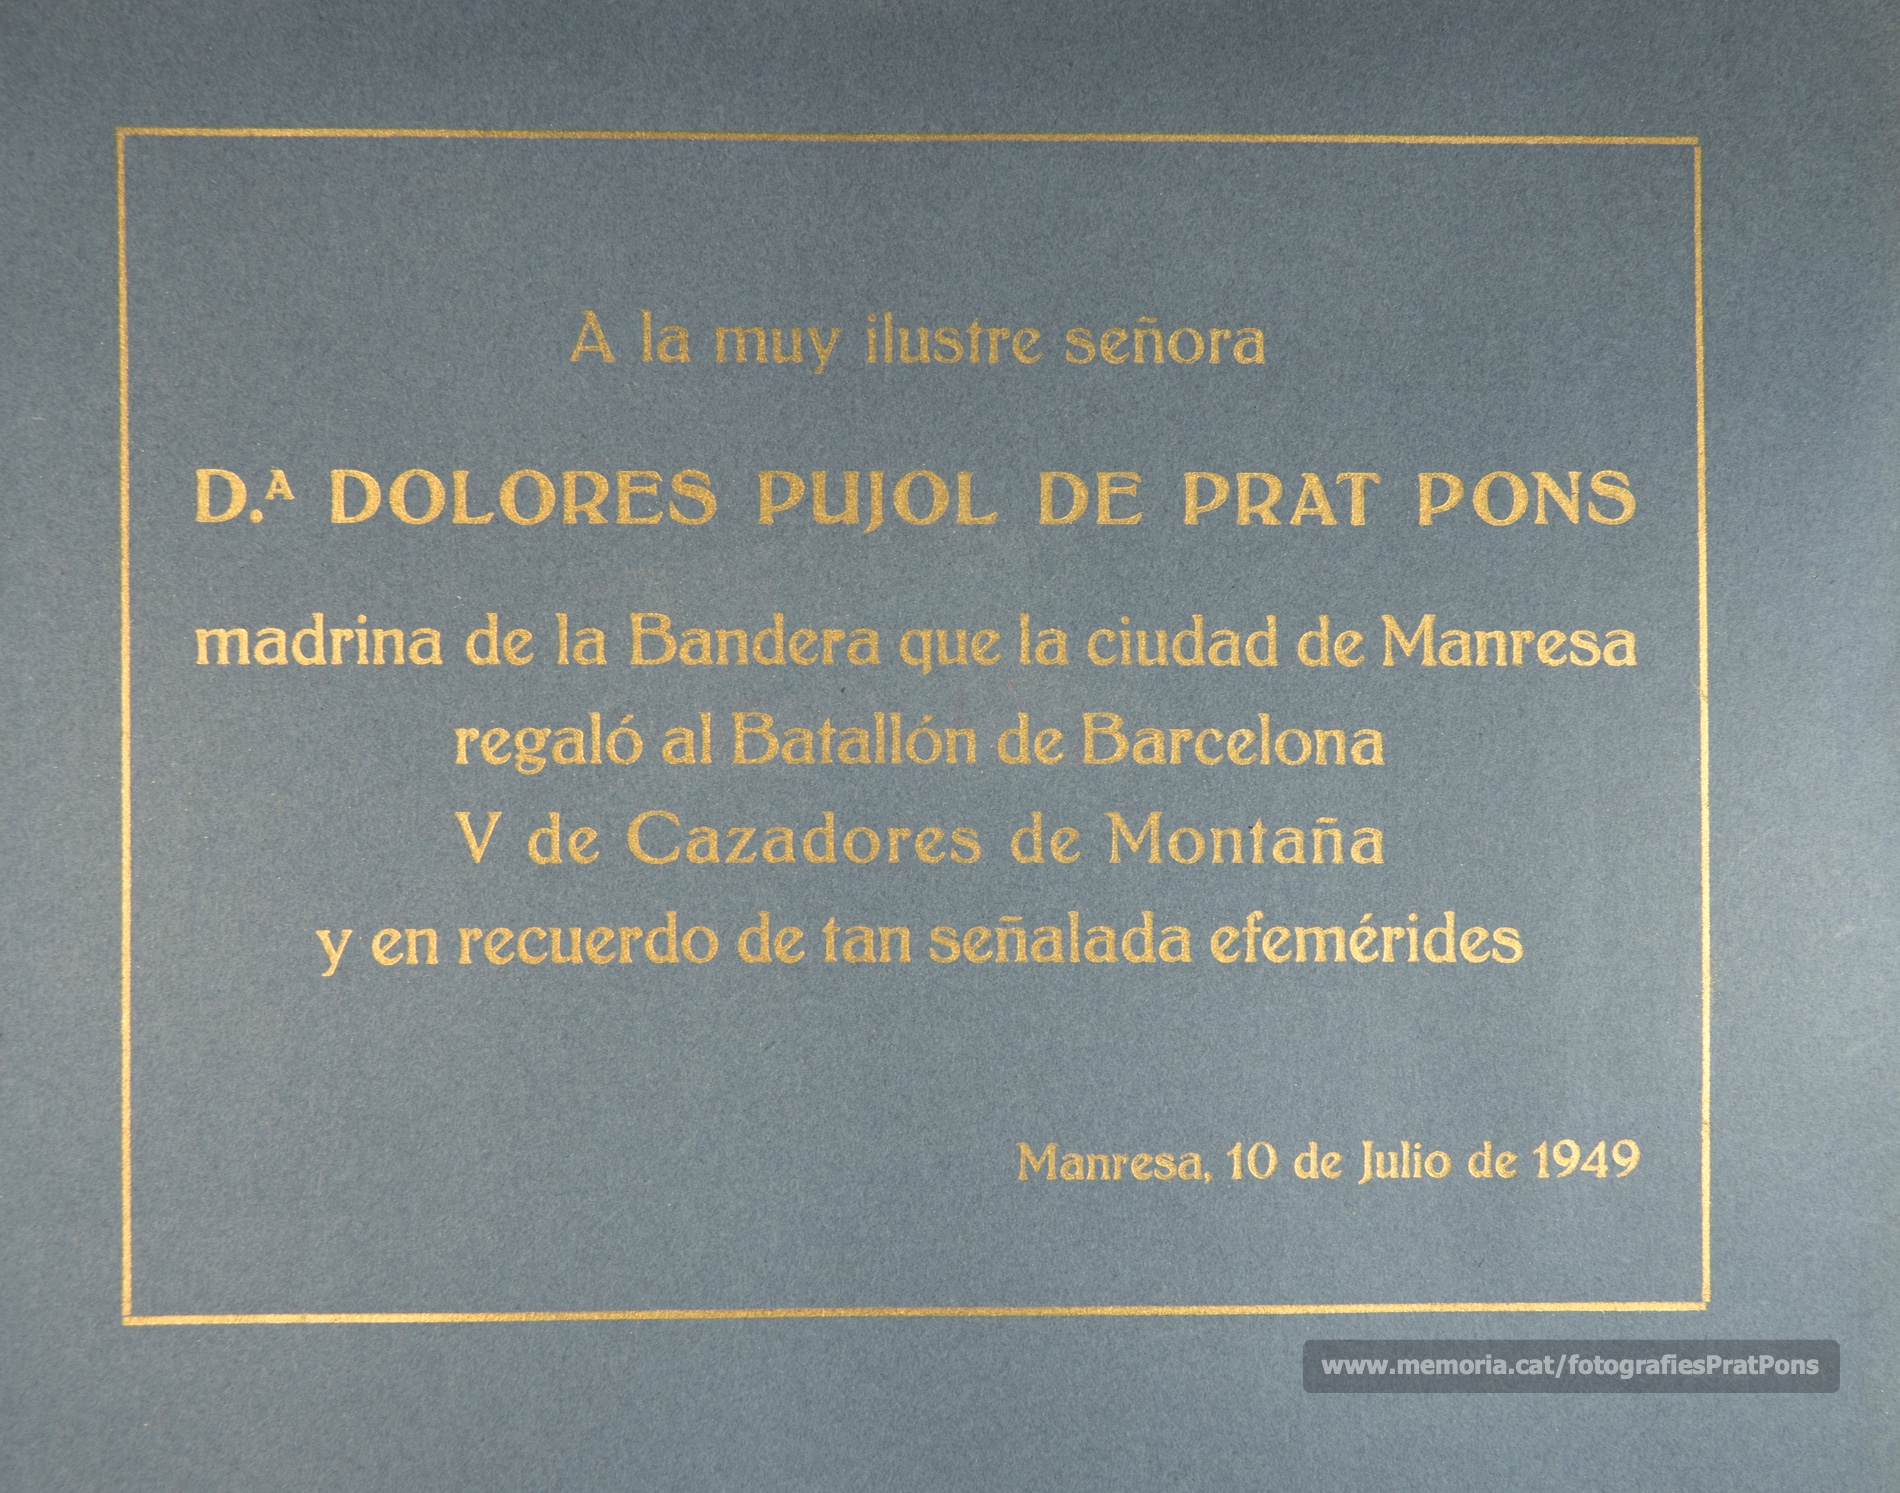 A la muy ilustre señora
D.ᴬ DOLORES PUJOL DE PRAT PONS
madrina de la Bandera que la ciudad de Manresa
regaló al Batallón de Barcelona
V de Cazadores de Montaña
y en recuerdo de tan señalada efemérides
Manresa, 10 de Julio de 1949
www.memoria.cat/fotografiesPratPons